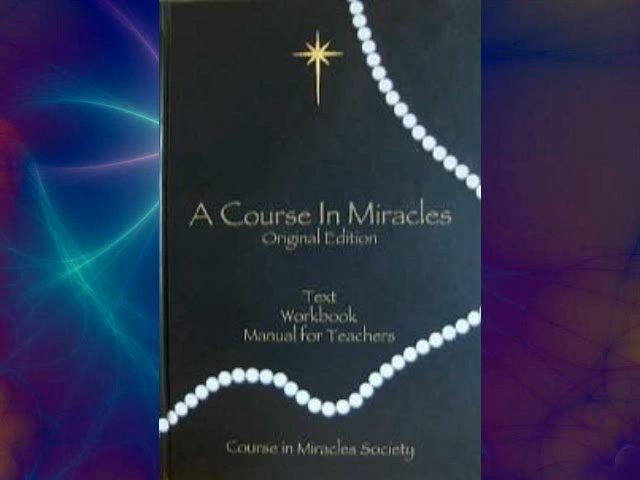 A Course In Miracles
Original Edition
Text
Workbook
Manual for Teachers
Course in Miracles Society